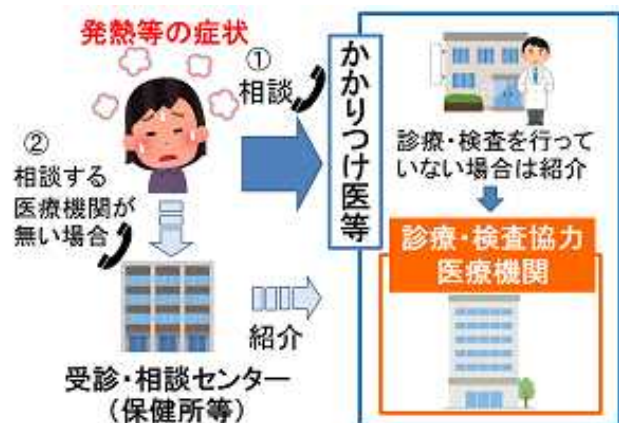 発熱等の症状
①
相談
②
相談する
医療機関が
無い場合
受診・相談センター
(保健所等)
紹介
かかりつけ医等
診療・検査を行って
いない場合は紹介
診療・検査協力
医療機関